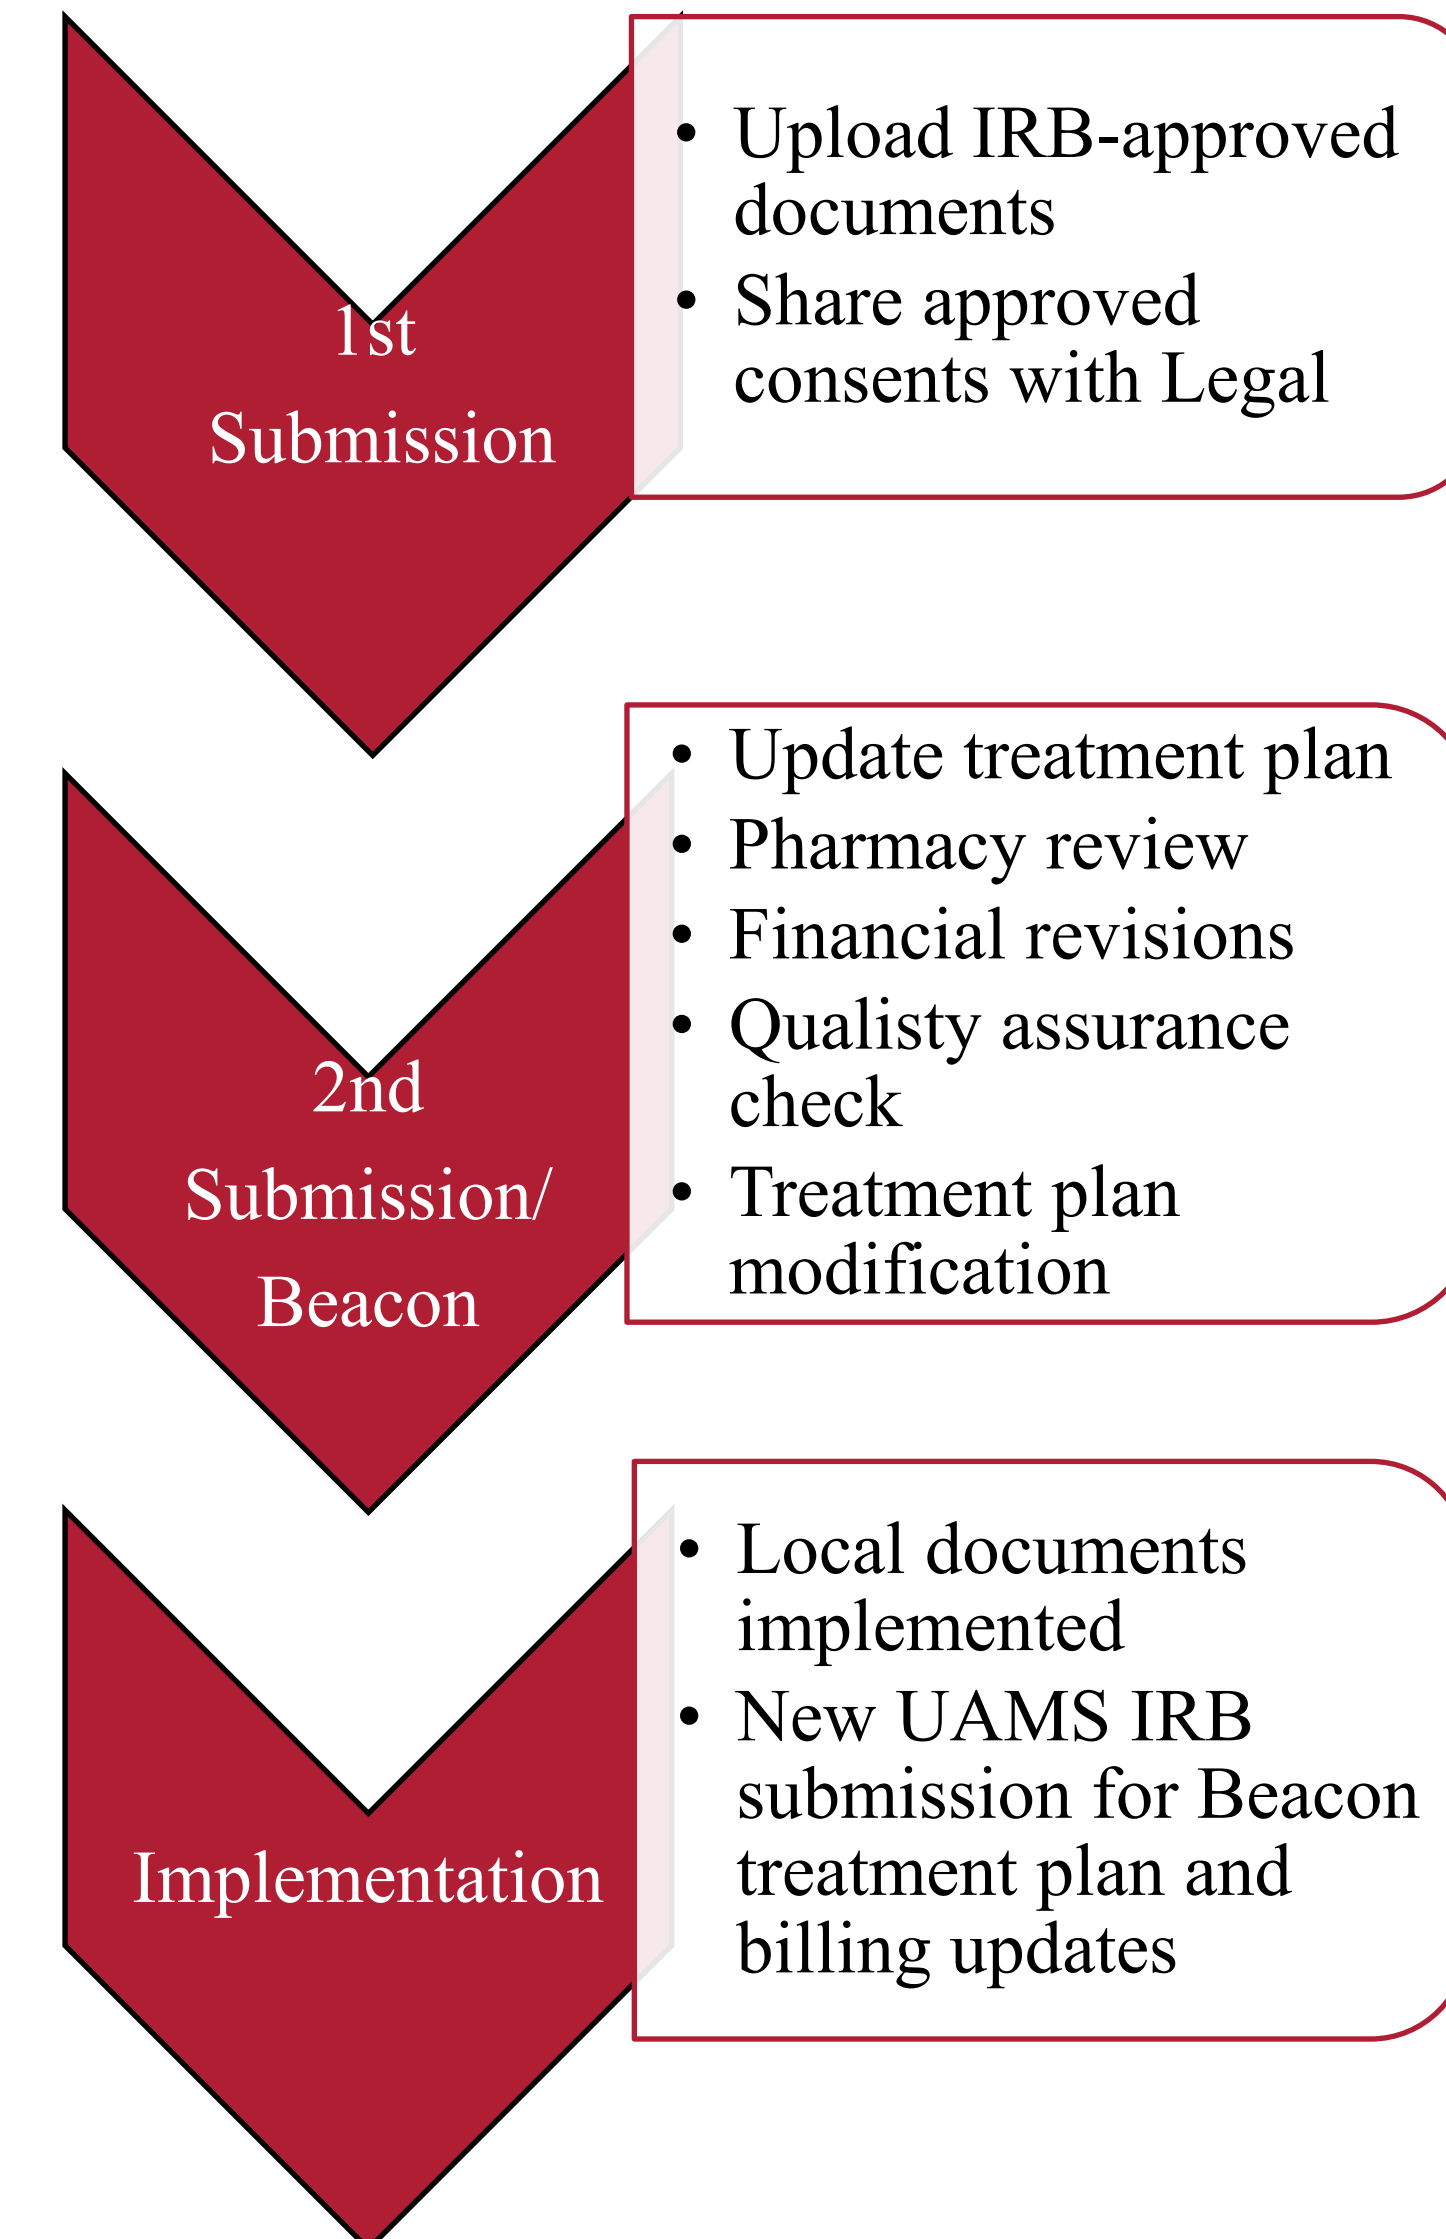 1st
Submission
• Upload IRB-approved
documents
• Share approved
consents with Legal
2nd
Submission/
Beacon
• Update treatment plan
• Pharmacy review
• Financial revisions
• Qualisty assurance
check
• Treatment plan
modification
Implementation
• Local documents
implemented
• New UAMS IRB
submission for Beacon
treatment plan and
billing updates